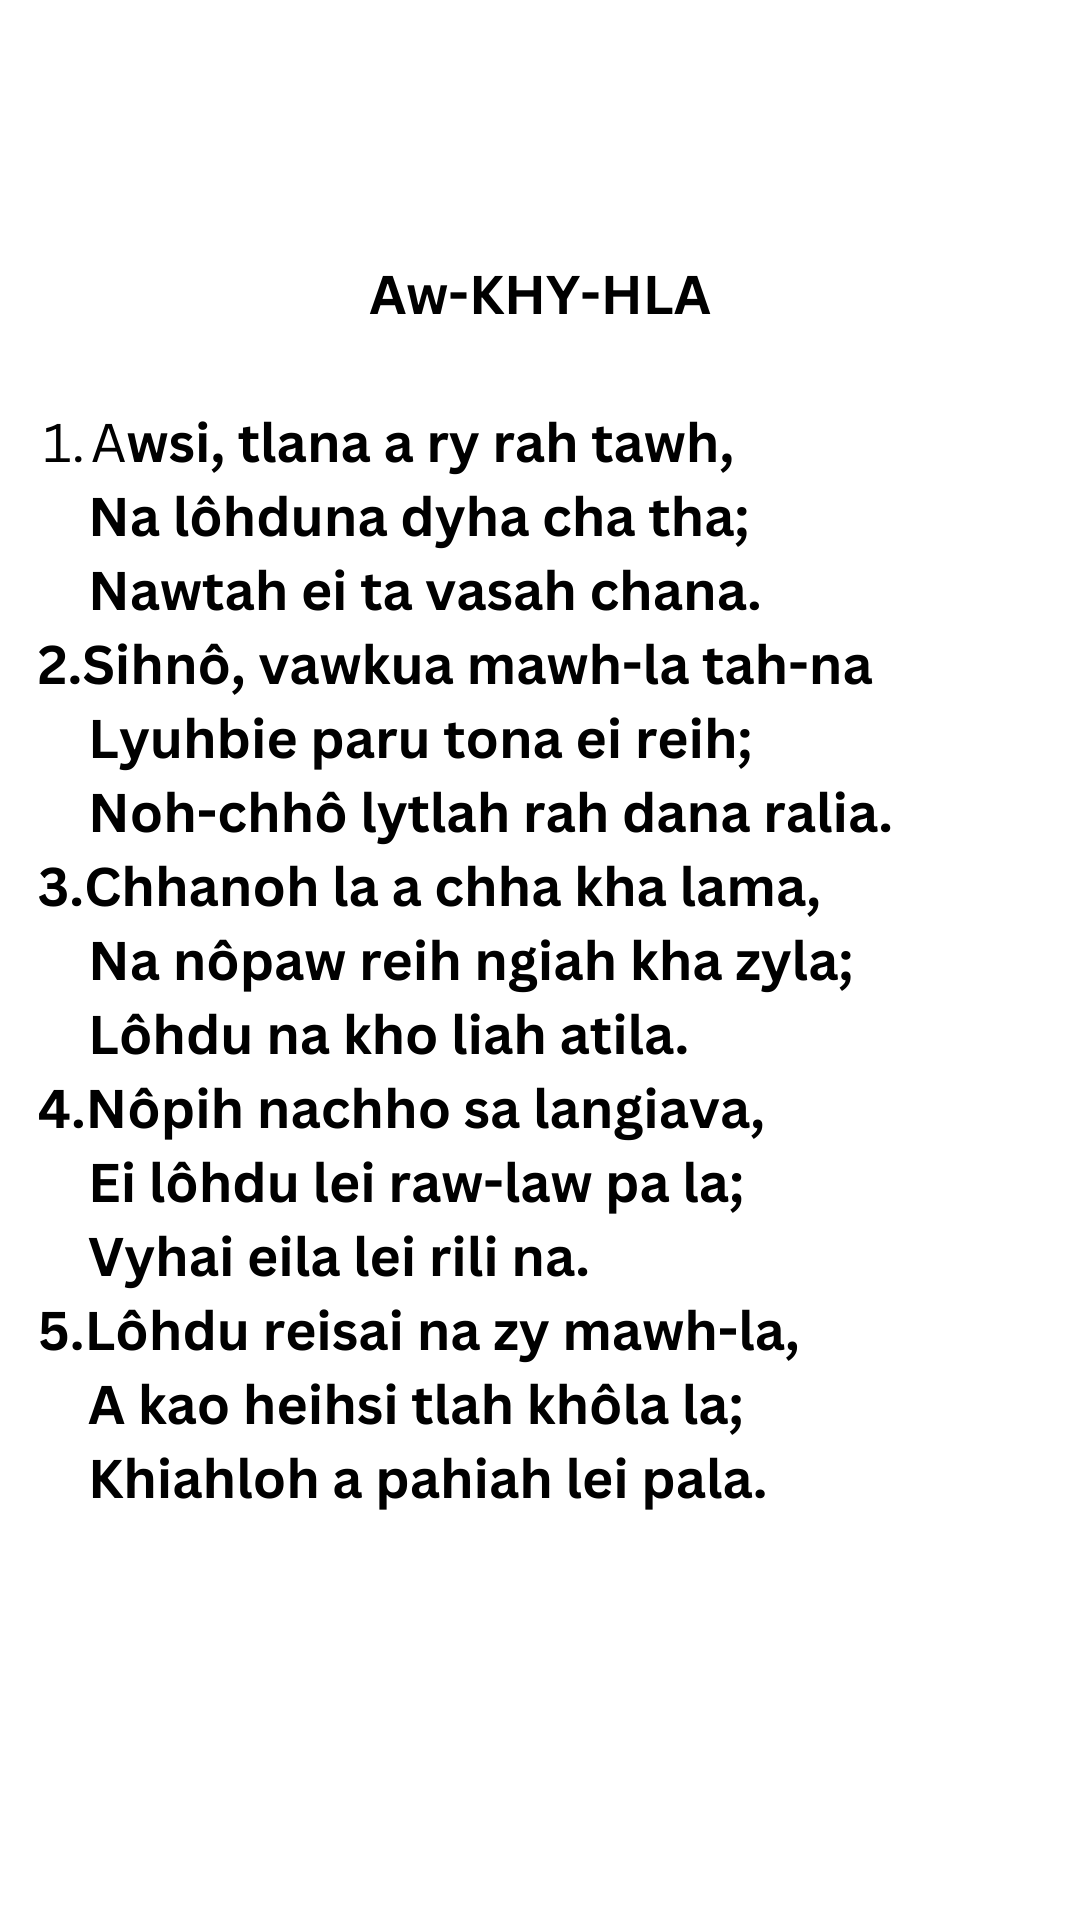 Aw-KHY-HLA
1. Awsi, tlana a ry rah tawh,
Na lôhduna dyha cha tha;
Nawtah ei ta vasah chana.
2.Sihnô, vawkua mawh-la tah-na
Lyuhbie paru tona ei reih;
Noh-chhô lytlah rah dana ralia.
3.Chhanoh la a chha kha lama,
Na nôpaw reih ngiah kha zyla;
Lôhdu na kho liah atila.
4.Nôpih nachho sa langiava,
Ei lôhdu lei raw-law pa la;
Vyhai eila lei rili na.
5.Lôhdu reisai na zy mawh-la,
A kao heihsi tlah khôla la;
Khiahloh a pahiah lei pala.